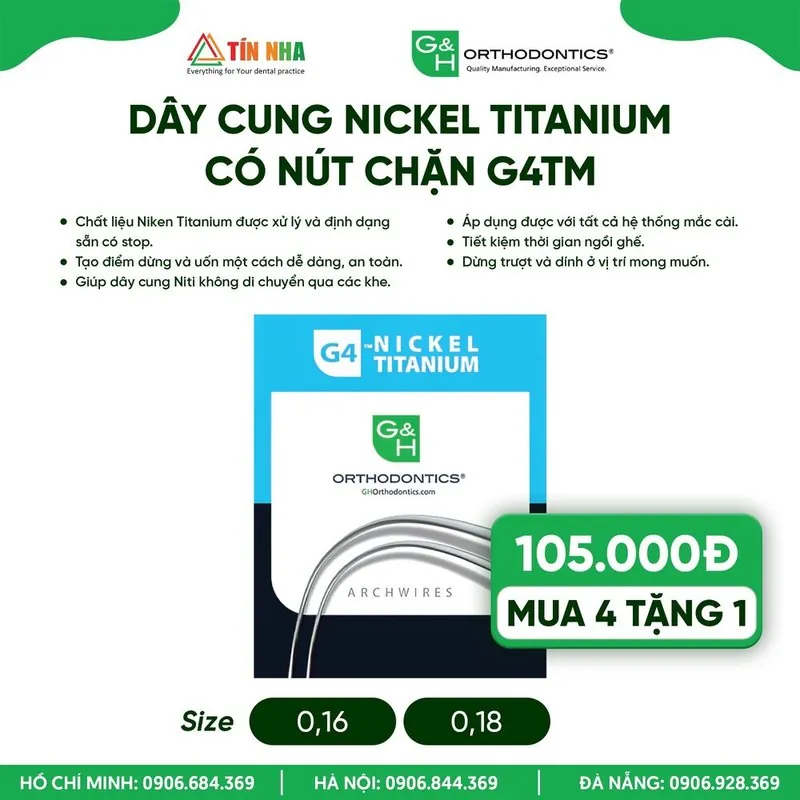 TÍN NHA
Everything for Your dental practice
G&H
ORTHODONTICS®
Quality Manufacturing. Exceptional Service.
DÂY CUNG NICKEL TITANIUM
CÓ NÚT CHẶN G4TM
• Chất liệu Niken Titanium được xử lý và định dạng
sẵn có stop.
• Tạo điểm dừng và uốn một cách dễ dàng, an toàn.
• Giúp dây cung Niti không di chuyển qua các khe.
• Áp dụng được với tất cả hệ thống mắc cài.
• Tiết kiệm thời gian ngồi ghế.
• Dừng trượt và dính ở vị trí mong muốn.
G4™ NICKEL
TITANIUM
G&H
ORTHODONTICS®
GHOrthodontics.com
ARCHWIRES
105.000Đ
MUA 4 TẶNG 1
Size 0,16 0,18
HỒ CHÍ MINH: 0906.684.369 | HÀ NỘI: 0906.844.369 | ĐÀ NẴNG: 0906.928.369